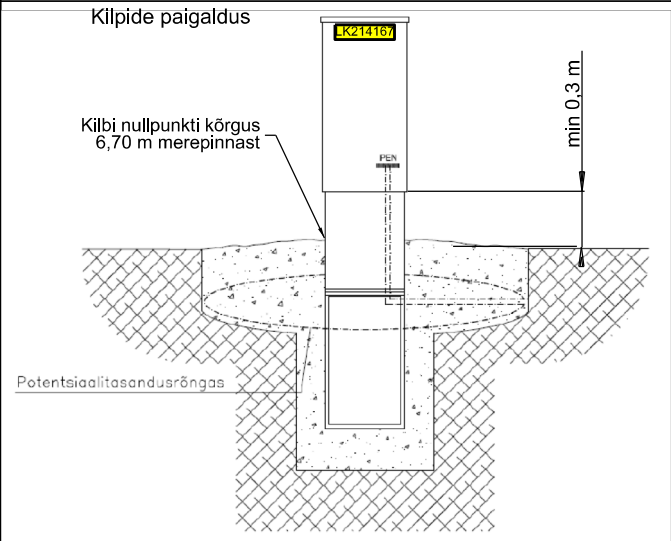 Kilpide paigaldus
LK214167
min 0,3 m
Kilbi nullpunkti kõrgus
6,70 m merepinnast
PEN
Potentsiaalitasandusrõngas